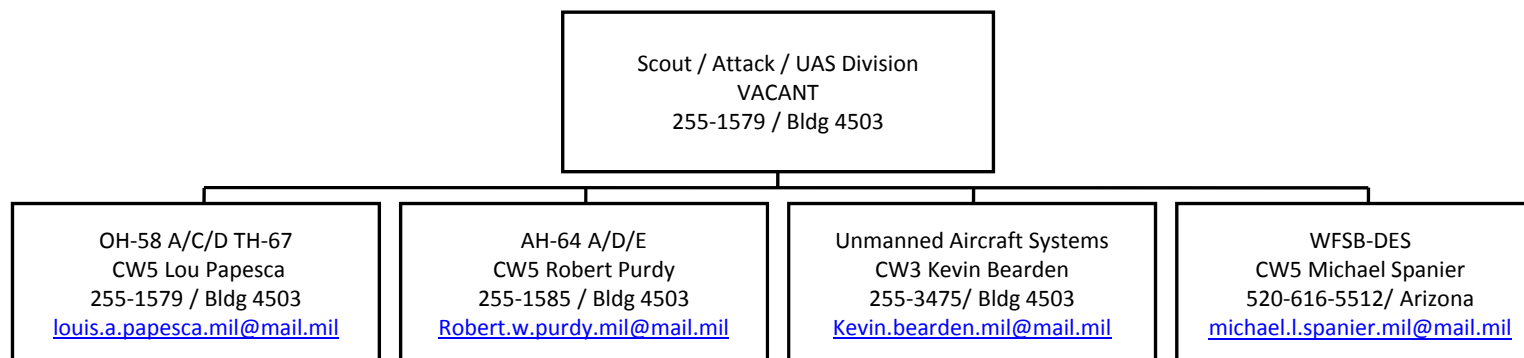 Scout / Attack / UAS Division
VACANT
255-1579 / Bldg 4503
OH-58 A/C/D TH-67
CW5 Lou Papesca
255-1579 / Bldg 4503
louis.a.papesca.mil@mail.mil
AH-64 A/D/E
CW5 Robert Purdy
255-1585 / Bldg 4503
Robert.w.purdy.mil@mail.mil
Unmanned Aircraft Systems
CW3 Kevin Bearden
255-3475/ Bldg 4503
Kevin.bearden.mil@mail.mil
WFSB-DES
CW5 Michael Spanier
520-616-5512/ Arizona
michael.l.spanier.mil@mail.mil